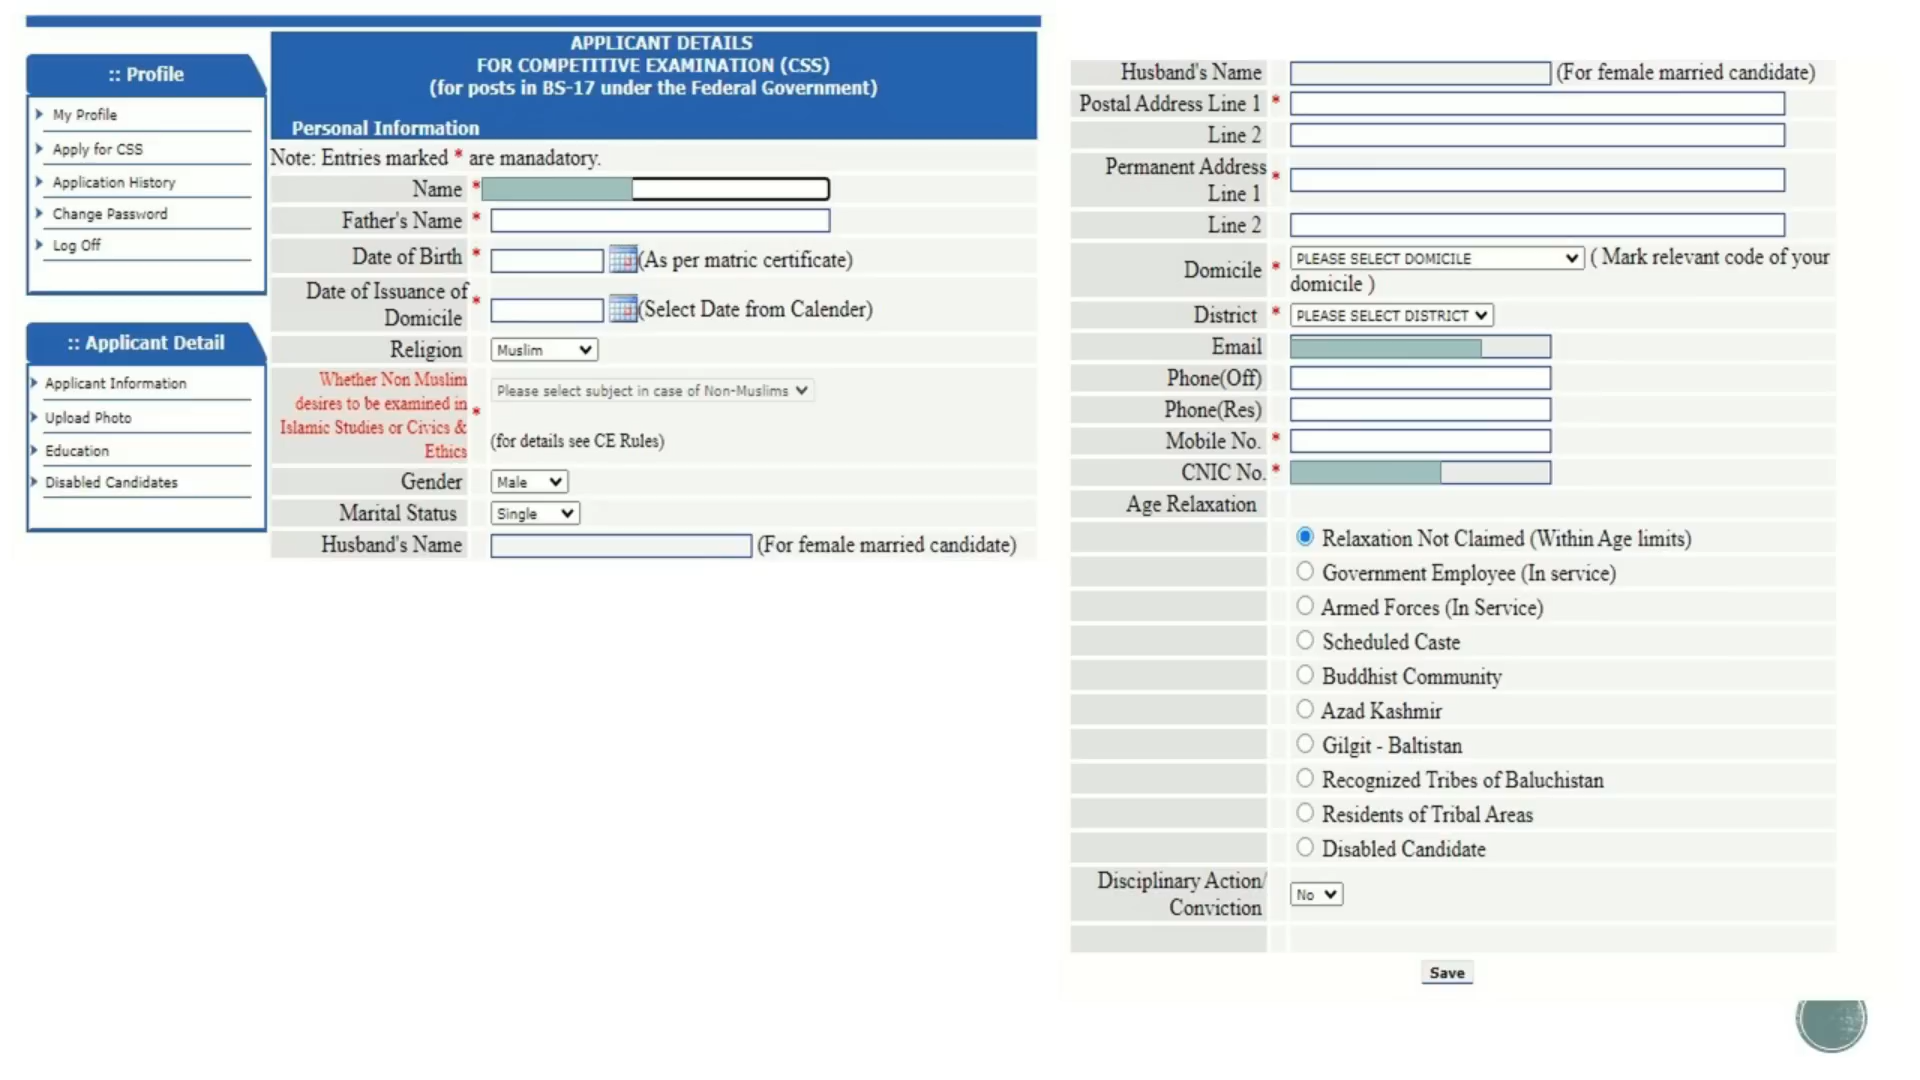 :: Profile
My Profile
Apply for CSS
Application History
Change Password
Log Off
:: Applicant Detail
Applicant Information
Upload Photo
Education
Disabled Candidates
APPLICANT DETAILS
FOR COMPETITIVE EXAMINATION (CSS)
(for posts in BS-17 under the Federal Government)
Personal Information
Note: Entries marked * are manadatory.
Name *
Father's Name *
Date of Birth * (As per matric certificate)
Date of Issuance of
Domicile * (Select Date from Calender)
Religion Muslim
Whether Non Muslim
desires to be examined in
Islamic Studies or Civics &
Ethics * Please select subject in case of Non-Muslims
(for details see CE Rules)
Gender Male
Marital Status Single
Husband's Name (For female married candidate)
Husband's Name (For female married candidate)
Postal Address Line 1 *
Line 2
Permanent Address
Line 1 *
Line 2
Domicile * PLEASE SELECT DOMICILE ( Mark relevant code of your
domicile )
District * PLEASE SELECT DISTRICT
Email
Phone(Off)
Phone(Res)
Mobile No. *
CNIC No. *
Age Relaxation
Relaxation Not Claimed (Within Age limits)
Government Employee (In service)
Armed Forces (In Service)
Scheduled Caste
Buddhist Community
Azad Kashmir
Gilgit - Baltistan
Recognized Tribes of Baluchistan
Residents of Tribal Areas
Disabled Candidate
Disciplinary Action/
Conviction No
Save